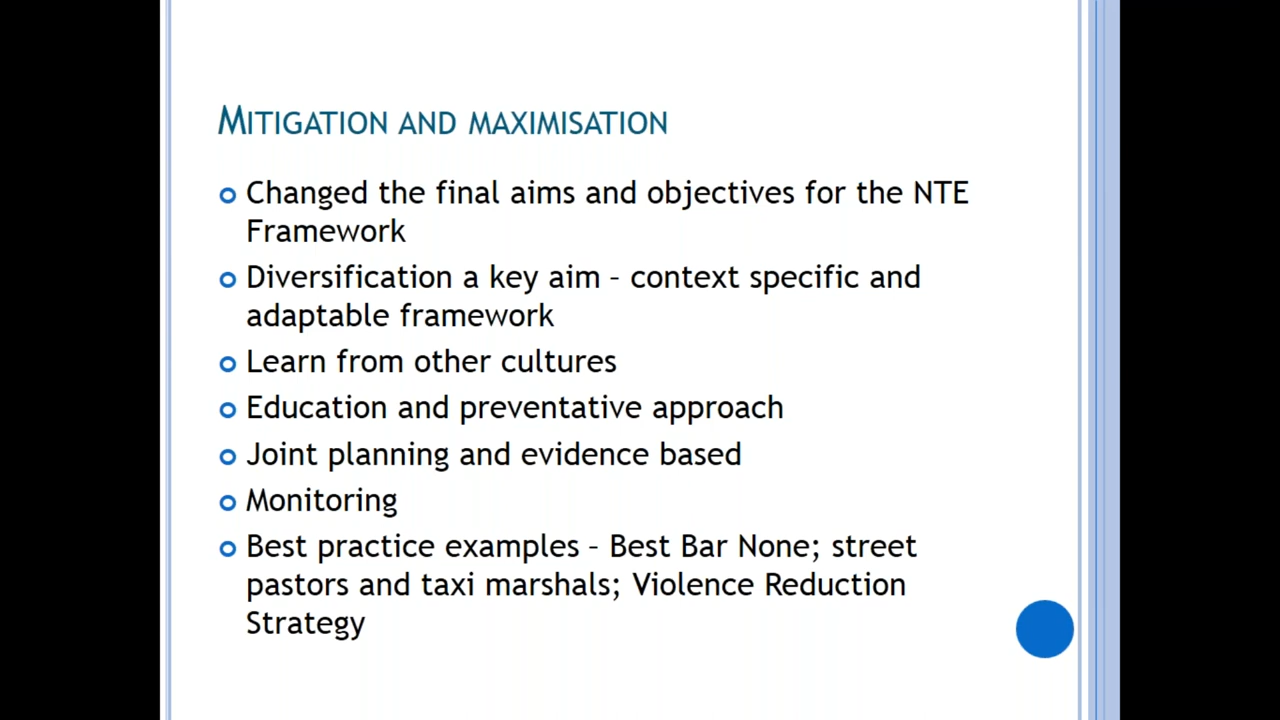 Mitigation and maximisation
Changed the final aims and objectives for the NTE
Framework
Diversification a key aim – context specific and
adaptable framework
Learn from other cultures
Education and preventative approach
Joint planning and evidence based
Monitoring
Best practice examples – Best Bar None; street
pastors and taxi marshals; Violence Reduction
Strategy